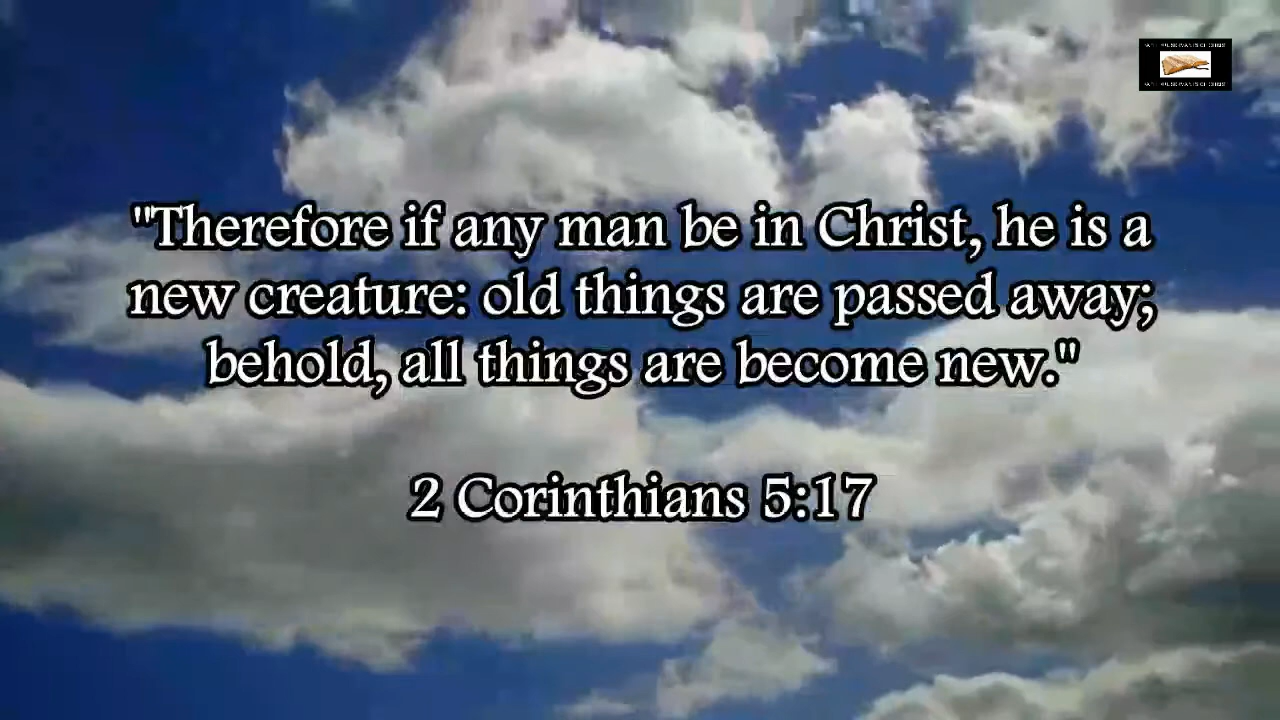 "Therefore if any man be in Christ, he is a
new creature: old things are passed away;
behold, all things are become new."
2 Corinthians 5:17